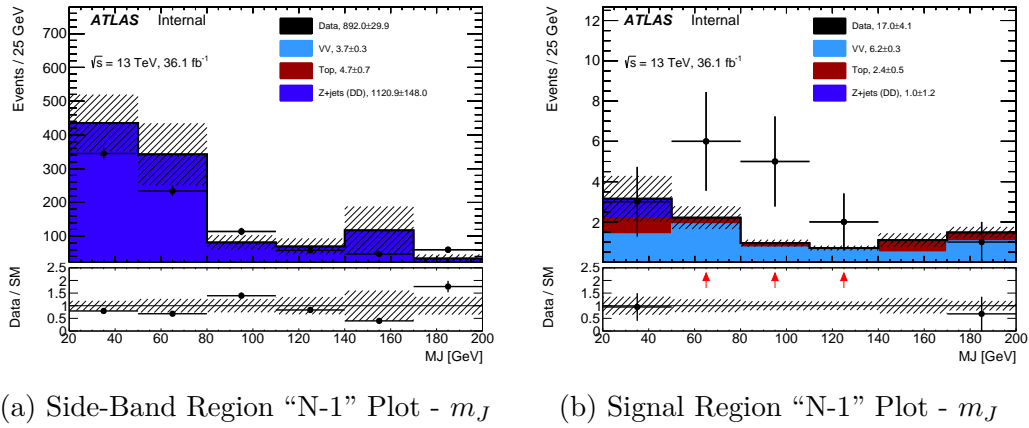 ATLAS Internal
√s = 13 TeV, 36.1 fb⁻¹
Data, 892.0±29.9
VV, 3.7±0.3
Top, 4.7±0.7
Z+jets (DD), 1120.9±148.0
Events / 25 GeV
700
600
500
400
300
200
100
Data / SM
2.5
2
1.5
1
0.5
0
20 40 60 80 100 120 140 160 180 200
MJ [GeV]
(a) Side-Band Region “N-1” Plot - mJ
ATLAS Internal
√s = 13 TeV, 36.1 fb⁻¹
Data, 17.0±4.1
VV, 6.2±0.3
Top, 2.4±0.5
Z+jets (DD), 1.0±1.2
Events / 25 GeV
12
10
8
6
4
2
Data / SM
2.5
2
1.5
1
0.5
0
20 40 60 80 100 120 140 160 180 200
MJ [GeV]
(b) Signal Region “N-1” Plot - mJ